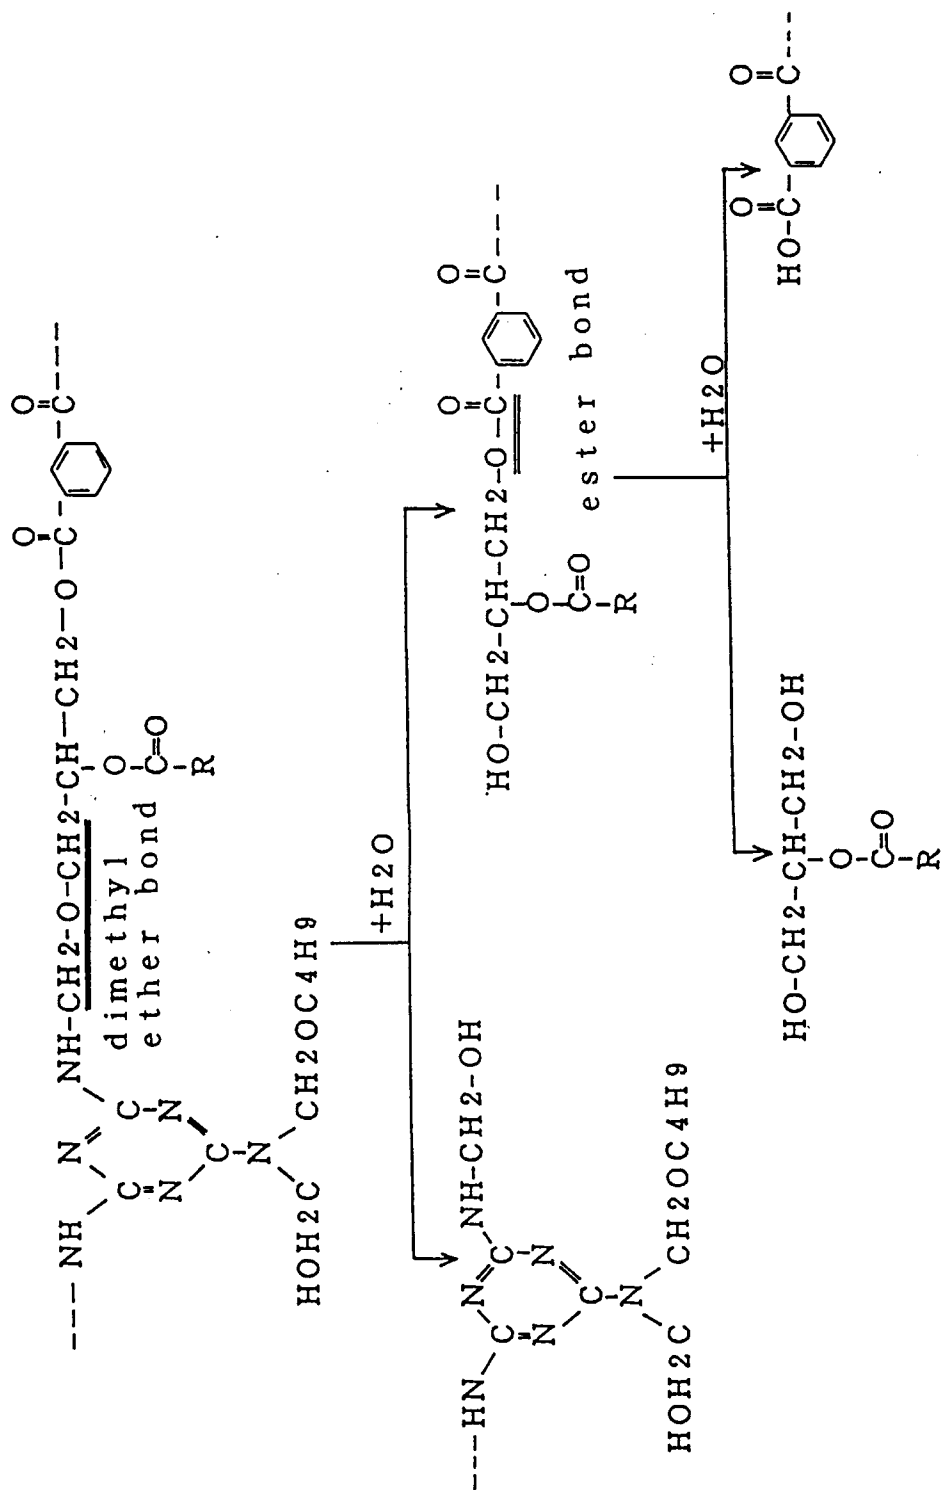 O O
--- NH N NH-CH2-O-CH2-CH-CH2-O-C C----
C C O
N N C=O
C R
N
HOH2C CH2OC4H9
dimethyl
ether bond
+H2O
O O
----HN N NH-CH2-OH
C C
N N
C
N
HOH2C CH2OC4H9
HO-CH2-CH-CH2-O-C C----
O
C=O
R
ester bond
+H2O
HO-CH2-CH-CH2-OH
O
C=O
R
O O
HO-C C----